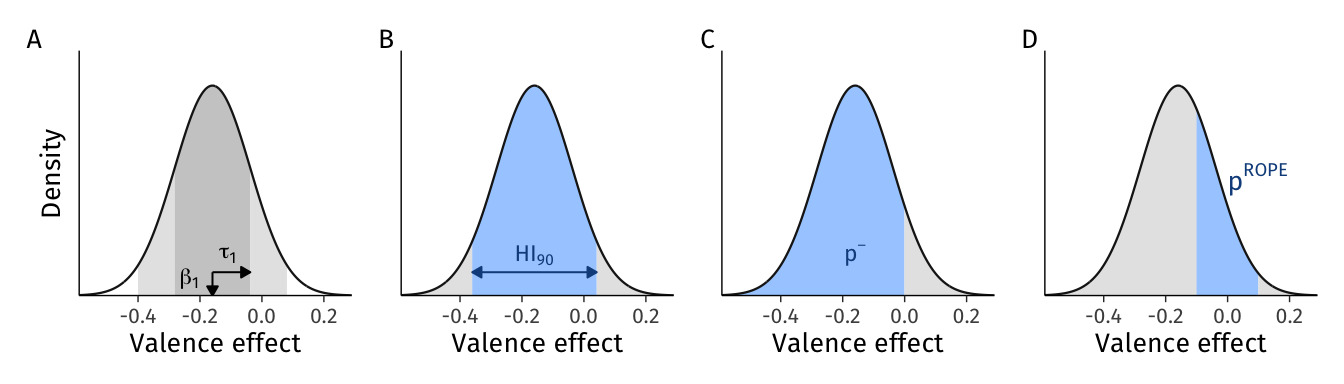 A
B
C
D
Density
β₁
τ₁
HI₉₀
p⁻
pᴿᴼᴾᴱ
-0.4 -0.2 0.0 0.2
-0.4 -0.2 0.0 0.2
-0.4 -0.2 0.0 0.2
-0.4 -0.2 0.0 0.2
Valence effect
Valence effect
Valence effect
Valence effect